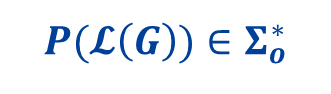 𝑷(𝓛(𝑮)) ∈ 𝚺ₒ*